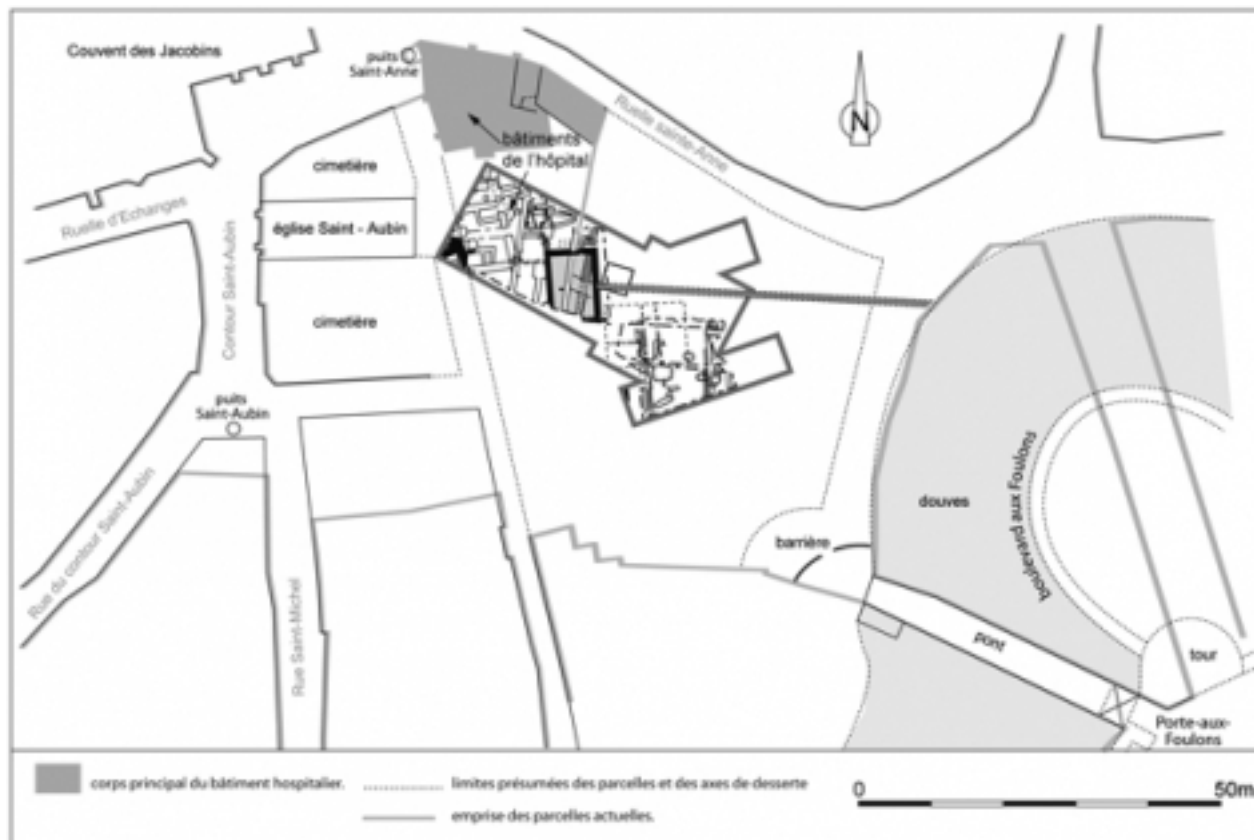 Couvent des Jacobins
puits
Saint-Anne
Ruelle sainte-Anne
N
bâtiments
de l'hôpital
cimetière
Ruelle d'Echanges
église Saint - Aubin
Contour Saint-Aubin
cimetière
puits
Saint-Aubin
Rue du contour Saint-Aubin
Rue Saint-Michel
douves
boulevard aux Foulons
barrière
pont
tour
Porte-aux-
Foulons
corps principal du bâtiment hospitalier.
limites présumées des parcelles et des axes de desserte
emprise des parcelles actuelles.
0
50m